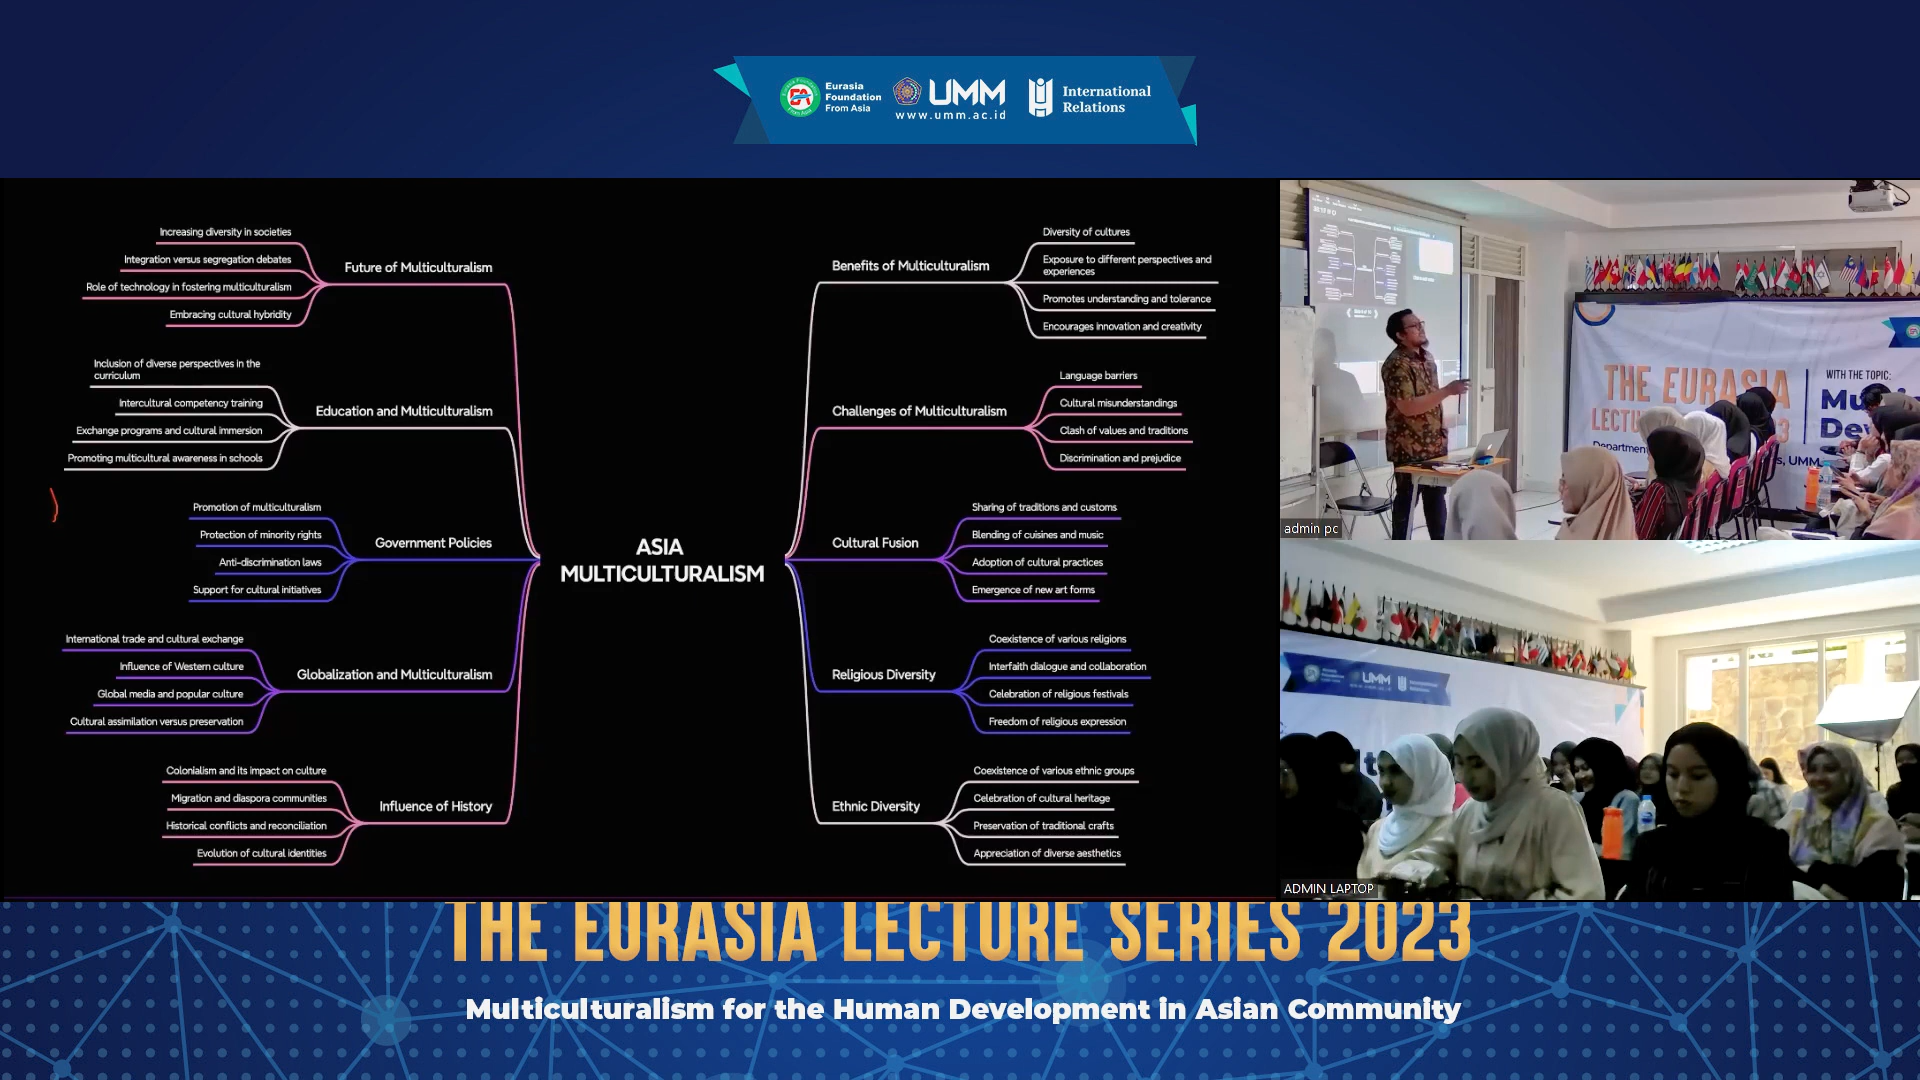 Eurasia
Foundation
From Asia
UMM
www.umm.ac.id
International
Relations
Increasing diversity in societies
Integration versus segregation debates
Role of technology in fostering multiculturalism
Embracing cultural hybridity
Future of Multiculturalism
Inclusion of diverse perspectives in the
curriculum
Intercultural competency training
Exchange programs and cultural immersion
Promoting multicultural awareness in schools
Education and Multiculturalism
Promotion of multiculturalism
Protection of minority rights
Anti-discrimination laws
Support for cultural initiatives
Government Policies
International trade and cultural exchange
Influence of Western culture
Global media and popular culture
Cultural assimilation versus preservation
Globalization and Multiculturalism
Colonialism and its impact on culture
Migration and diaspora communities
Historical conflicts and reconciliation
Evolution of cultural identities
Influence of History
ASIA
MULTICULTURALISM
Benefits of Multiculturalism
Diversity of cultures
Exposure to different perspectives and
experiences
Promotes understanding and tolerance
Encourages innovation and creativity
Challenges of Multiculturalism
Language barriers
Cultural misunderstandings
Clash of values and traditions
Discrimination and prejudice
Cultural Fusion
Sharing of traditions and customs
Blending of cuisines and music
Adoption of cultural practices
Emergence of new art forms
Religious Diversity
Coexistence of various religions
Interfaith dialogue and collaboration
Celebration of religious festivals
Freedom of religious expression
Ethnic Diversity
Coexistence of various ethnic groups
Celebration of cultural heritage
Preservation of traditional crafts
Appreciation of diverse aesthetics
THE EURASIA
WITH THE TOPIC:
Department
UMM
admin pc
UMM
ADMIN LAPTOP
THE EURASIA LECTURE SERIES 2023
Multiculturalism for the Human Development in Asian Community